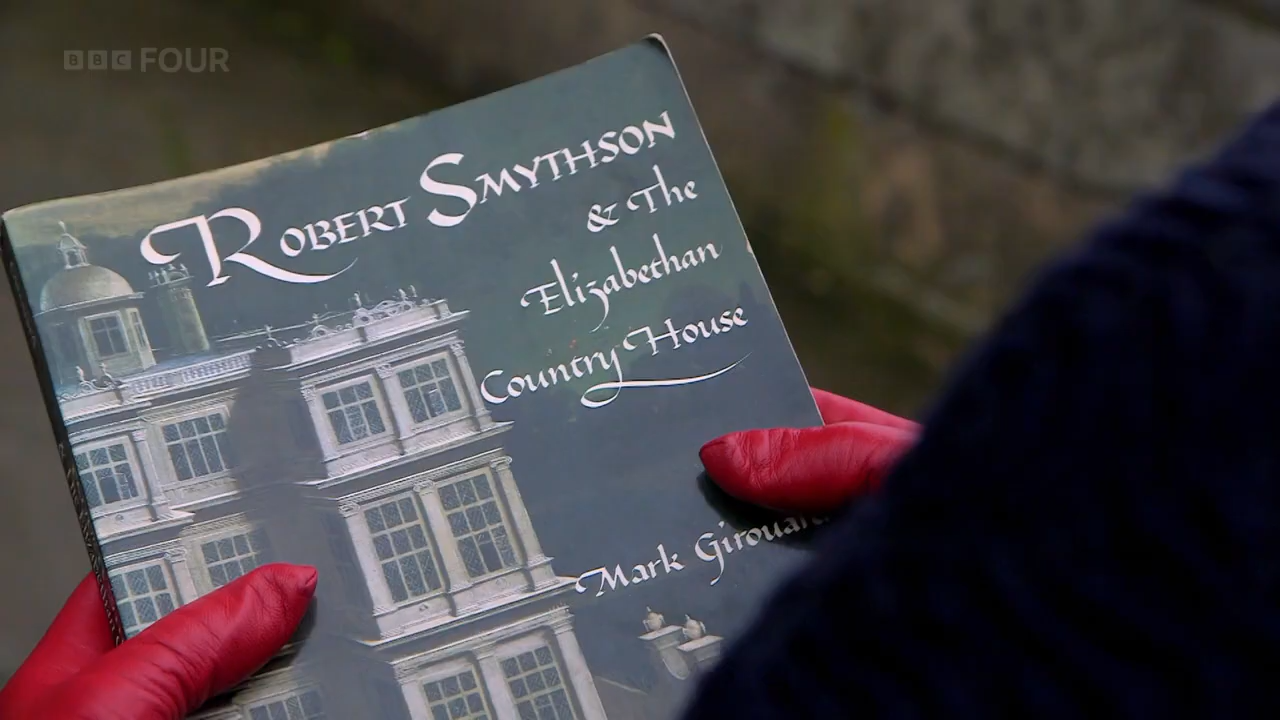 BBC FOUR
ROBERT SMYTHSON
& The
Elizabethan
Country House
Mark Girouard